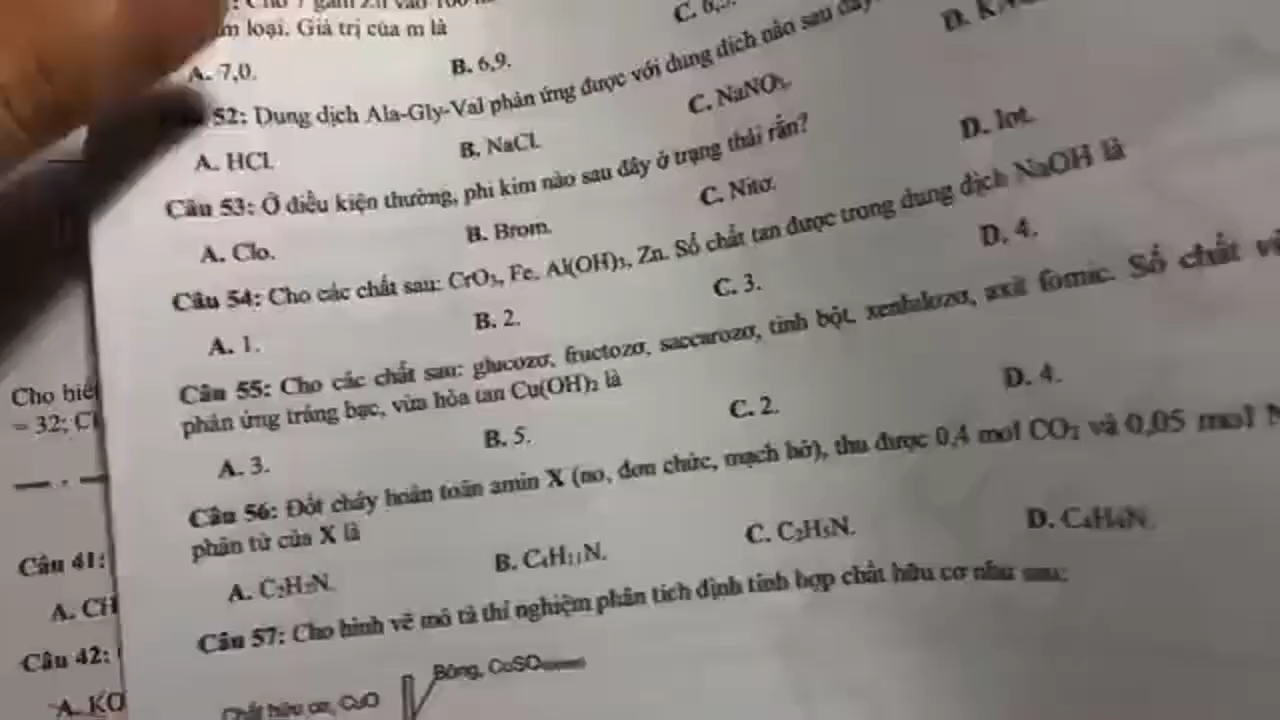 loại. Giá trị của m là
C. 6,
A. 7,0.
B. 6,9.
52: Dung dịch Ala-Gly-Val phản ứng được với dung dịch nào sau đây
A. HCl.
B. NaCl.
C. NaNO₃.
D. K
Câu 53: Ở điều kiện thường, phi kim nào sau đây ở trạng thái rắn?
A. Clo.
B. Brom.
C. Nitơ.
D. Iot.
Câu 54: Cho các chất sau: CrO₃, Fe, Al(OH)₃, Zn. Số chất tan được trong dung dịch NaOH là
A. 1.
B. 2.
C. 3.
D. 4.
Câu 55: Cho các chất sau: glucozơ, fructozơ, saccarozơ, tinh bột, xenlulozơ, axit fomic. Số chất
phản ứng tráng bạc, vừa hòa tan Cu(OH)₂ là
A. 3.
B. 5.
C. 2.
D. 4.
Câu 56: Đốt cháy hoàn toàn amin X (no, đơn chức, mạch hở), thu được 0,4 mol CO₂ và 0,05 mol
phân tử của X là
B. C₄H₁₁N.
Câu 57: Cho hình vẽ mô tả thí nghiệm phân tích định tính hợp chất hữu cơ như sau:
Bông,
Chất hữu cơ, CuO
Cho
= 32;
Câu 41:
A. CH
Câu 42:
A. KO